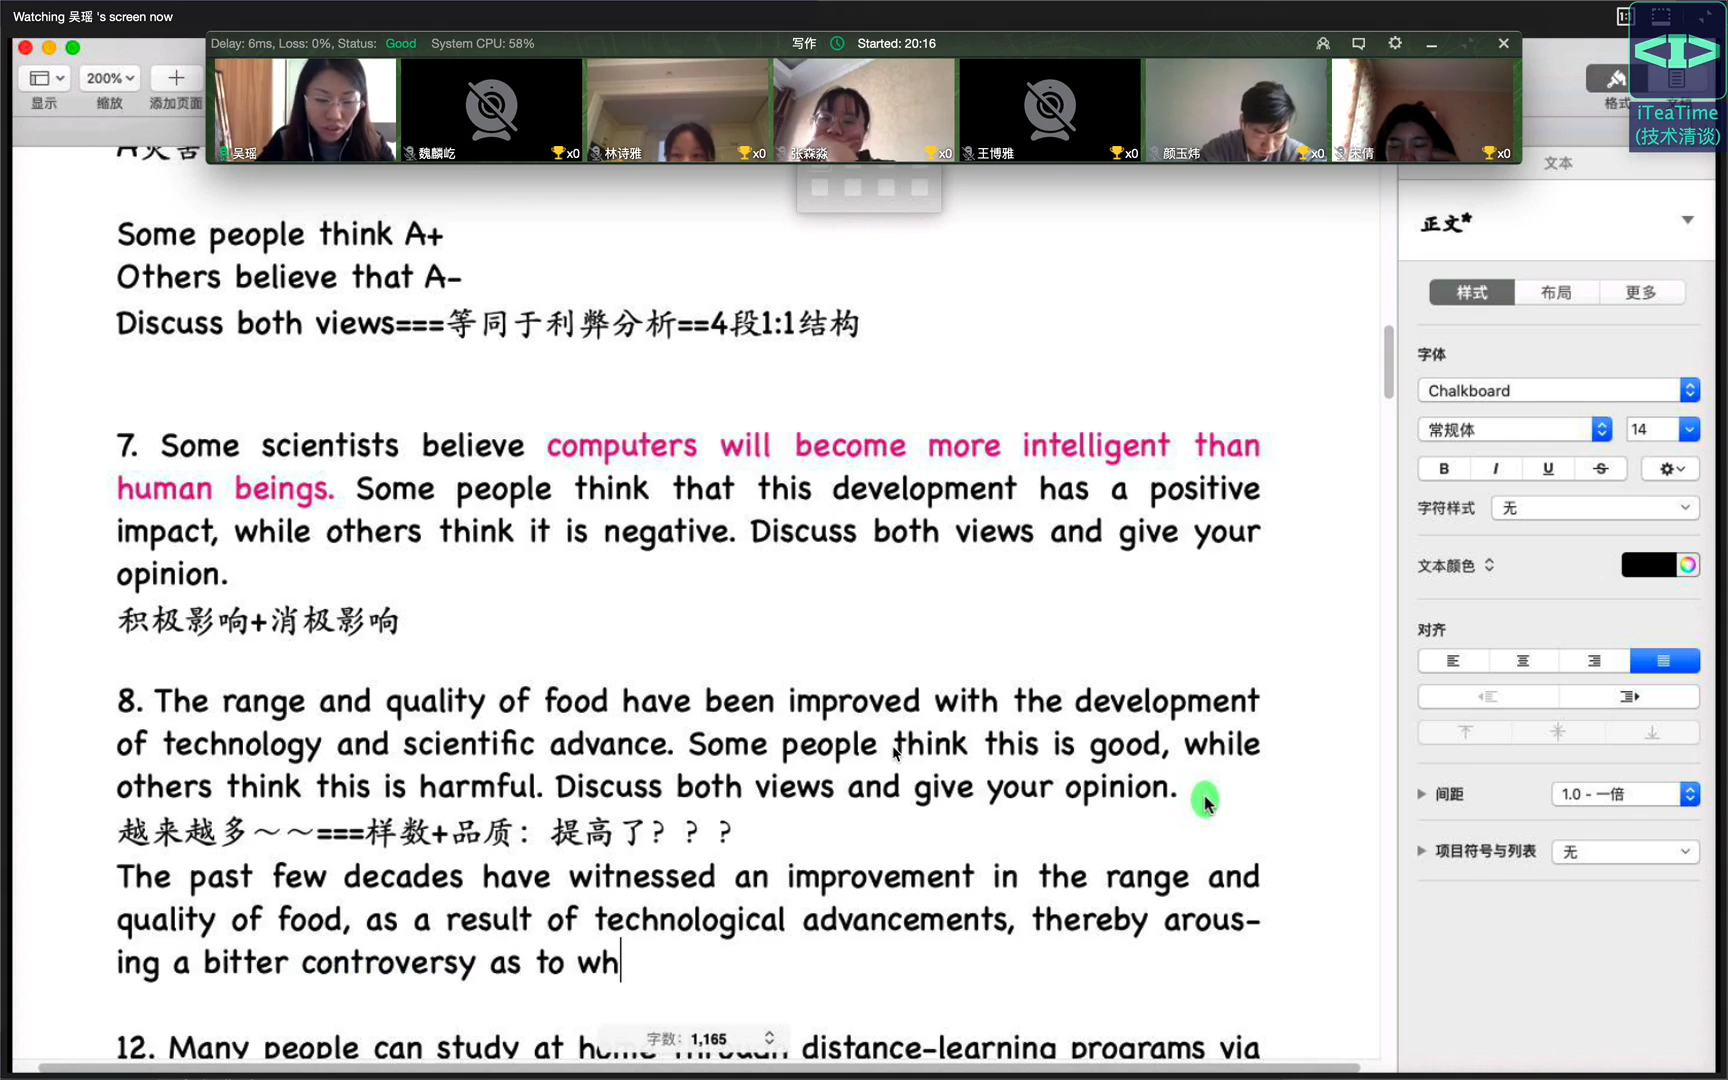 Watching 吴瑶 's screen now
Delay: 6ms, Loss: 0%, Status: Good System CPU: 58%
写作
Started: 20:16
200%
显示
缩放
添加页面
吴瑶
魏麟屹
x0
林诗雅
x0
张森淼
x0
王博雅
x0
颜玉炜
x0
宋倩
x0
iTeaTime
(技术清谈)
Some people think A+
Others believe that A-
Discuss both views===等同于利弊分析==4段1:1结构
7. Some scientists believe computers will become more intelligent than
human beings. Some people think that this development has a positive
impact, while others think it is negative. Discuss both views and give your
opinion.
积极影响+消极影响
8. The range and quality of food have been improved with the development
of technology and scientific advance. Some people think this is good, while
others think this is harmful. Discuss both views and give your opinion.
越来越多～～===样数+品质：提高了？？？
The past few decades have witnessed an improvement in the range and
quality of food, as a result of technological advancements, thereby arous-
ing a bitter controversy as to wh
12. Many people can study at home through distance-learning programs via
字数: 1,165
文本
正文*
样式
布局
更多
字体
Chalkboard
常规体
14
B I U S
字符样式
无
文本颜色
对齐
间距
1.0 - 一倍
项目符号与列表
无